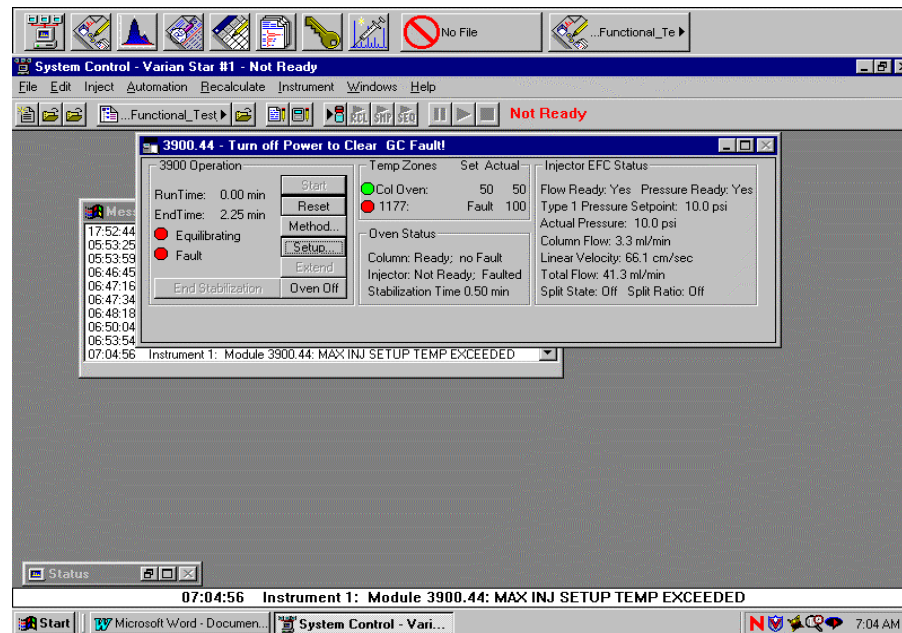 No File
...Functional_Te
System Control - Varian Star #1 - Not Ready
File Edit Inject Automation Recalculate Instrument Windows Help
...Functional_Test
RCL SMP SEQ
Not Ready
3900.44 - Turn off Power to Clear GC Fault!
3900 Operation
RunTime: 0.00 min
EndTime: 2.25 min
Equilibrating
Fault
End Stabilization
Start
Reset
Method...
Setup...
Extend
Oven Off
Temp Zones Set Actual
Col Oven: 50 50
1177: Fault 100
Oven Status
Column: Ready; no Fault
Injector: Not Ready; Faulted
Stabilization Time 0.50 min
Injector EFC Status
Flow Ready: Yes Pressure Ready: Yes
Type 1 Pressure Setpoint: 10.0 psi
Actual Pressure: 10.0 psi
Column Flow: 3.3 ml/min
Linear Velocity: 66.1 cm/sec
Total Flow: 41.3 ml/min
Split State: Off Split Ratio: Off
Mess
17:52:44
05:53:25
05:53:59
06:46:45
06:47:16
06:47:34
06:48:18
06:50:04
06:53:54
07:04:56 Instrument 1: Module 3900.44: MAX INJ SETUP TEMP EXCEEDED
Status
07:04:56 Instrument 1: Module 3900.44: MAX INJ SETUP TEMP EXCEEDED
Start
Microsoft Word - Documen...
System Control - Vari...
N
7:04 AM